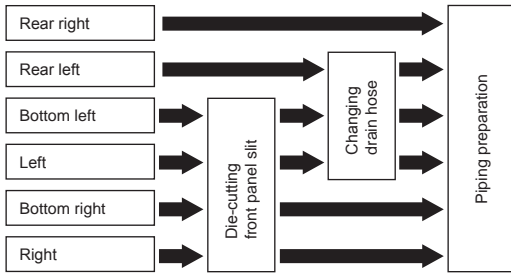 Rear right
Rear left
Bottom left
Left
Bottom right
Right
Die-cutting
front panel slit
Changing
drain hose
Piping preparation